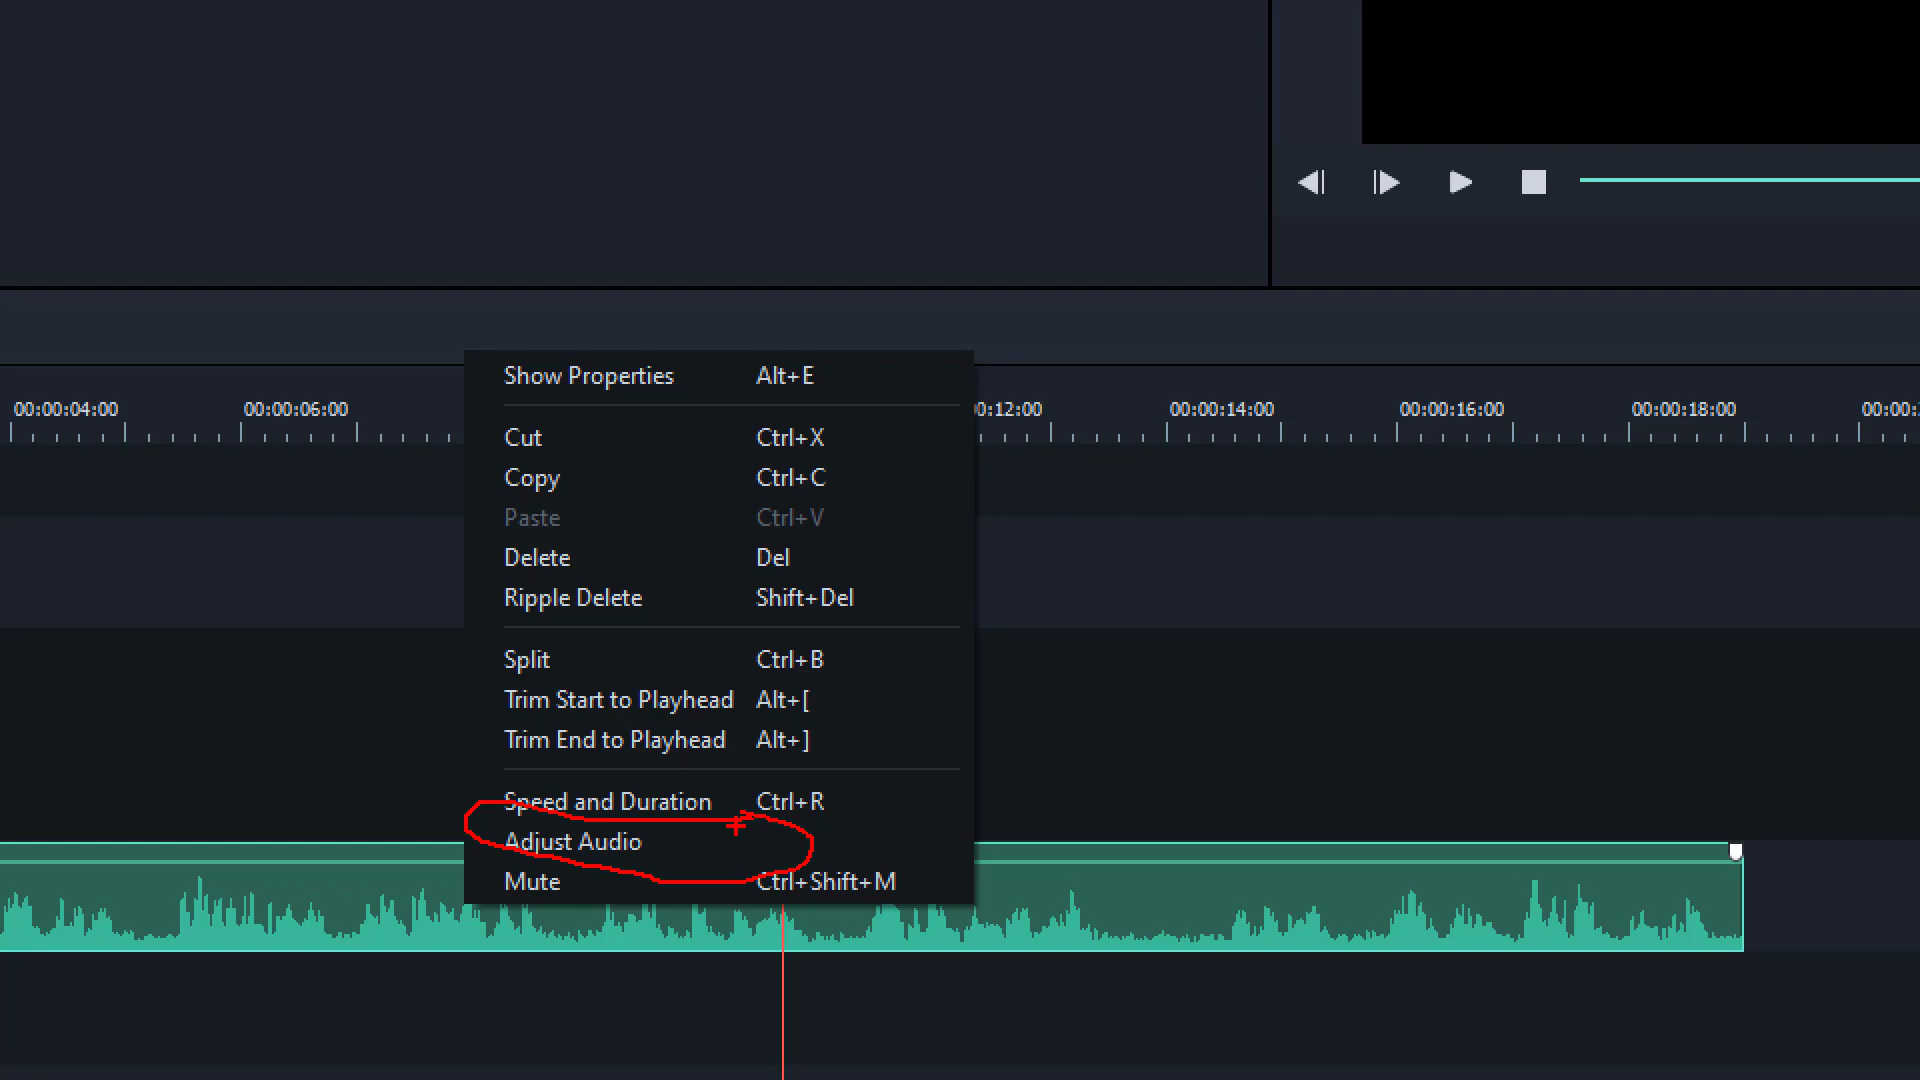 Show Properties Alt+E
00:00:04:00 00:00:06:00 0:12:00 00:00:14:00 00:00:16:00 00:00:18:00 00:00:
Cut Ctrl+X
Copy Ctrl+C
Paste Ctrl+V
Delete Del
Ripple Delete Shift+Del
Split Ctrl+B
Trim Start to Playhead Alt+[
Trim End to Playhead Alt+]
Speed and Duration Ctrl+R
Adjust Audio
Mute Ctrl+Shift+M